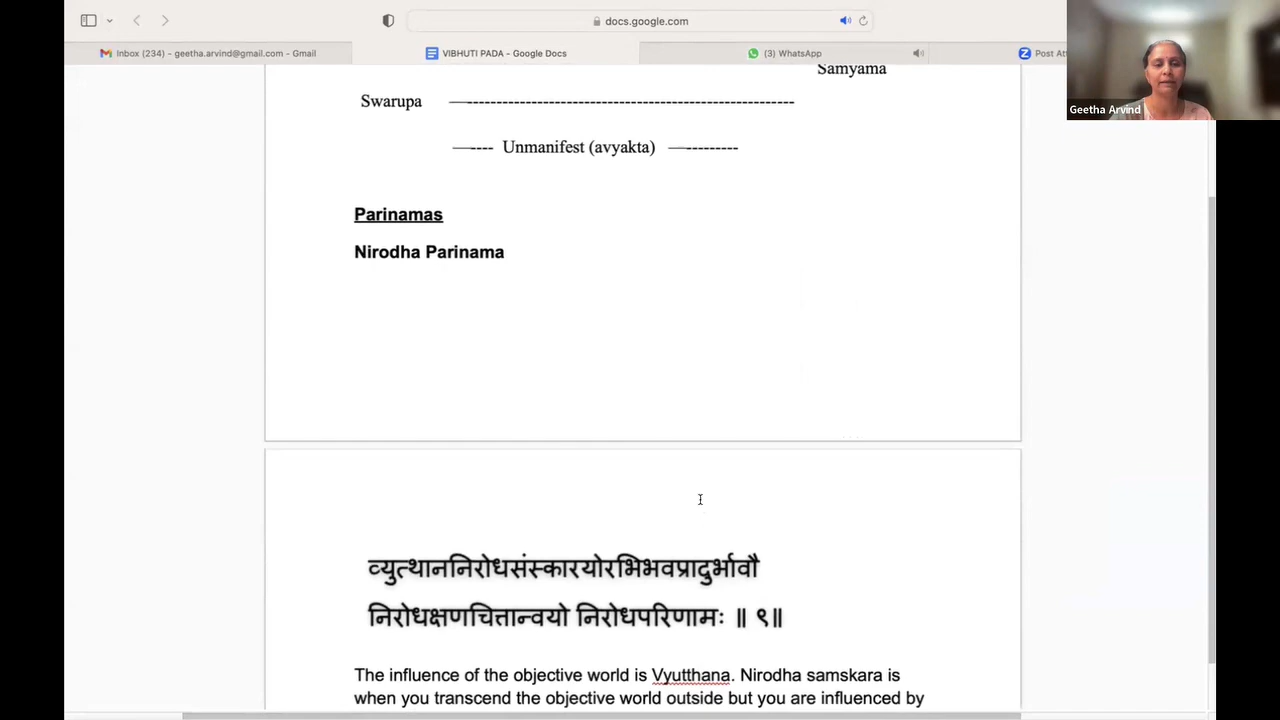 docs.google.com
Inbox (234) - geetha.arvind@gmail.com - Gmail
VIBHUTI PADA - Google Docs
(3) WhatsApp
Post Att
Geetha Arvind
Samyama
Swarupa —-------------------------------------------------------
—---- Unmanifest (avyakta) —---------
Parinamas
Nirodha Parinama
व्युत्थाननिरोधसंस्कारयोरभिभवप्रादुर्भावौ
निरोधक्षणचित्तान्वयो निरोधपरिणामः ॥ ९॥
The influence of the objective world is Vyutthana. Nirodha samskara is
when you transcend the objective world outside but you are influenced by